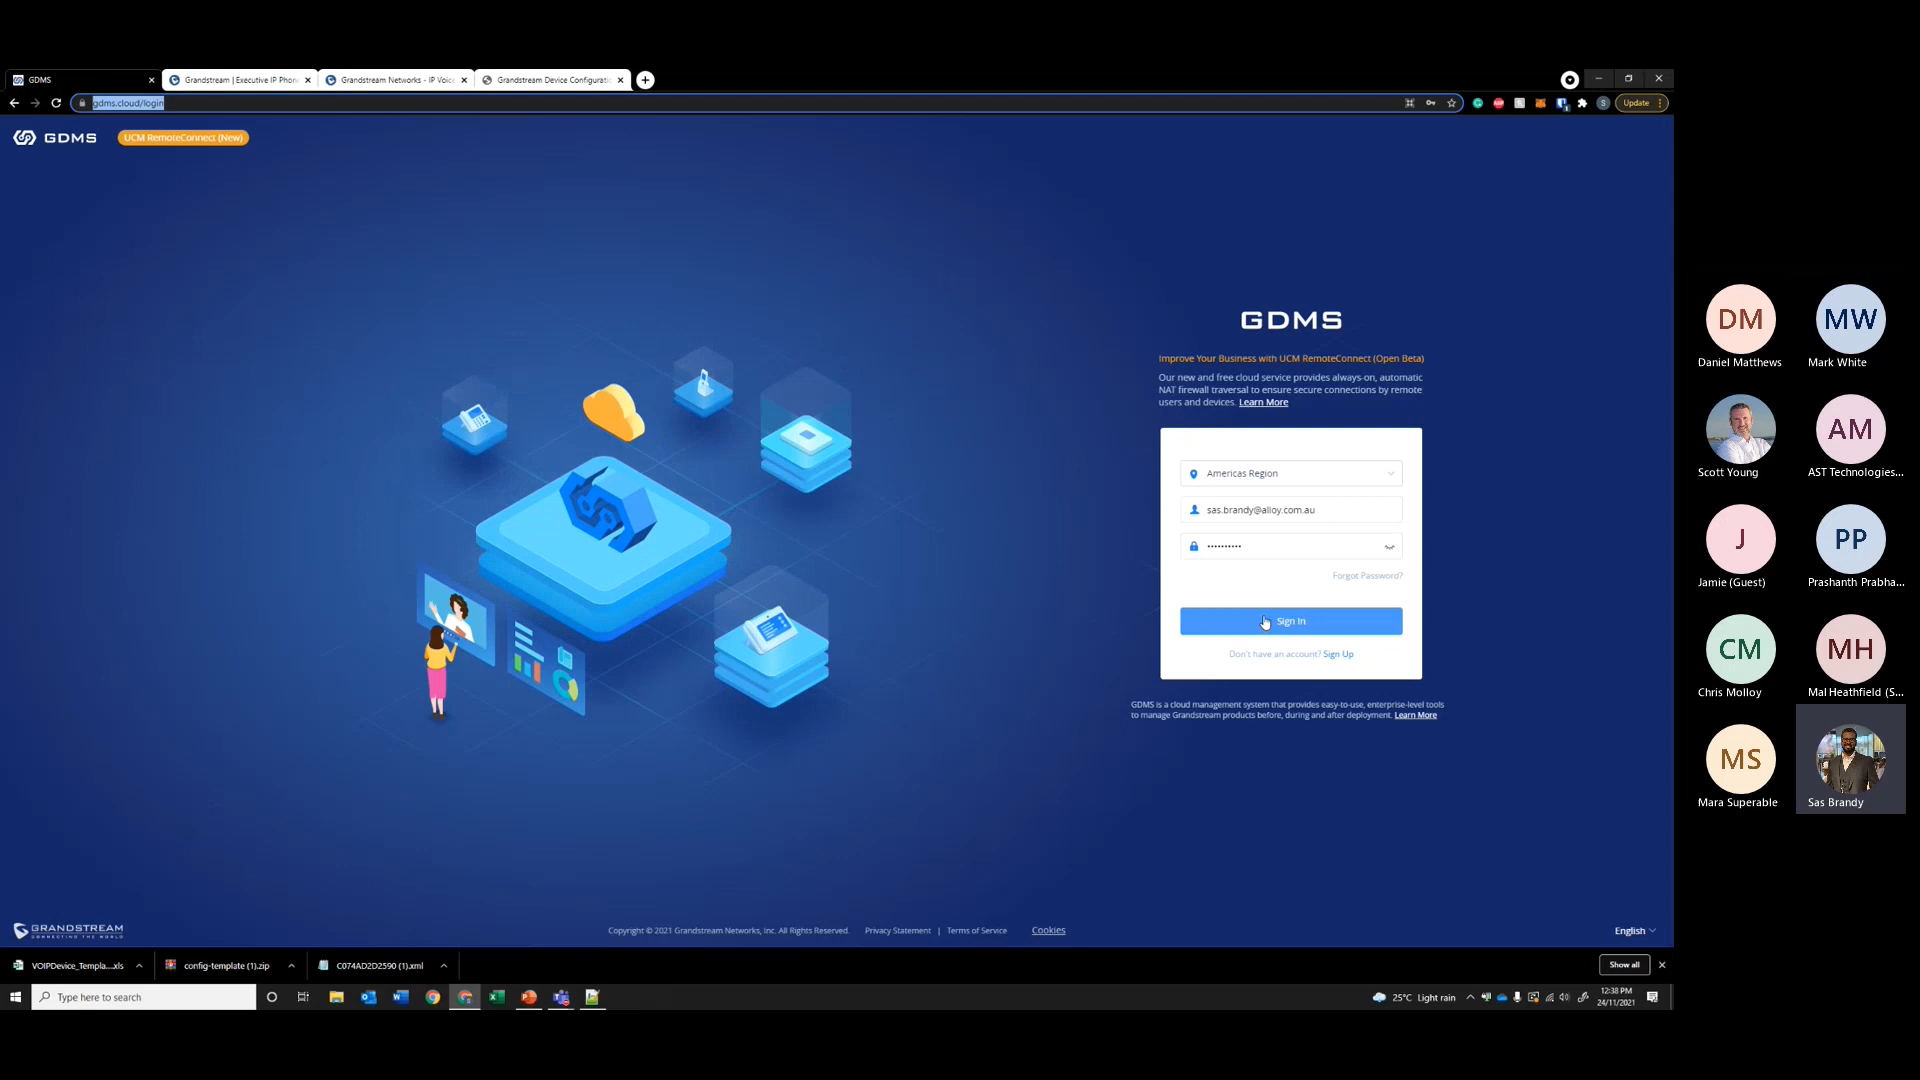 GDMS
Grandstream | Executive IP Phon
Grandstream Networks - IP Voic
Grandstream Device Configurati
gdms.cloud/login
S
Update
GDMS
UCM RemoteConnect (New)
GDMS
Improve Your Business with UCM RemoteConnect (Open Beta)
Our new and free cloud service provides always-on, automatic
NAT firewall traversal to ensure secure connections by remote
users and devices. Learn More
Americas Region
sas.brandy@alloy.com.au
••••••••••
Forgot Password?
Sign In
Don't have an account? Sign Up
GDMS is a cloud management system that provides easy-to-use, enterprise-level tools
to manage Grandstream products before, during and after deployment. Learn More
GRANDSTREAM
CONNECTING THE WORLD
Copyright © 2021 Grandstream Networks, Inc. All Rights Reserved.
Privacy Statement | Terms of Service
Cookies
English
VOIPDevice_Templa....xls
config-template (1).zip
C074AD2D2590 (1).xml
Show all
Type here to search
25°C Light rain
12:38 PM
24/11/2021
DM
Daniel Matthews
MW
Mark White
Scott Young
AM
AST Technologies...
J
Jamie (Guest)
PP
Prashanth Prabha...
CM
Chris Molloy
MH
Mal Heathfield (S...
MS
Mara Superable
Sas Brandy